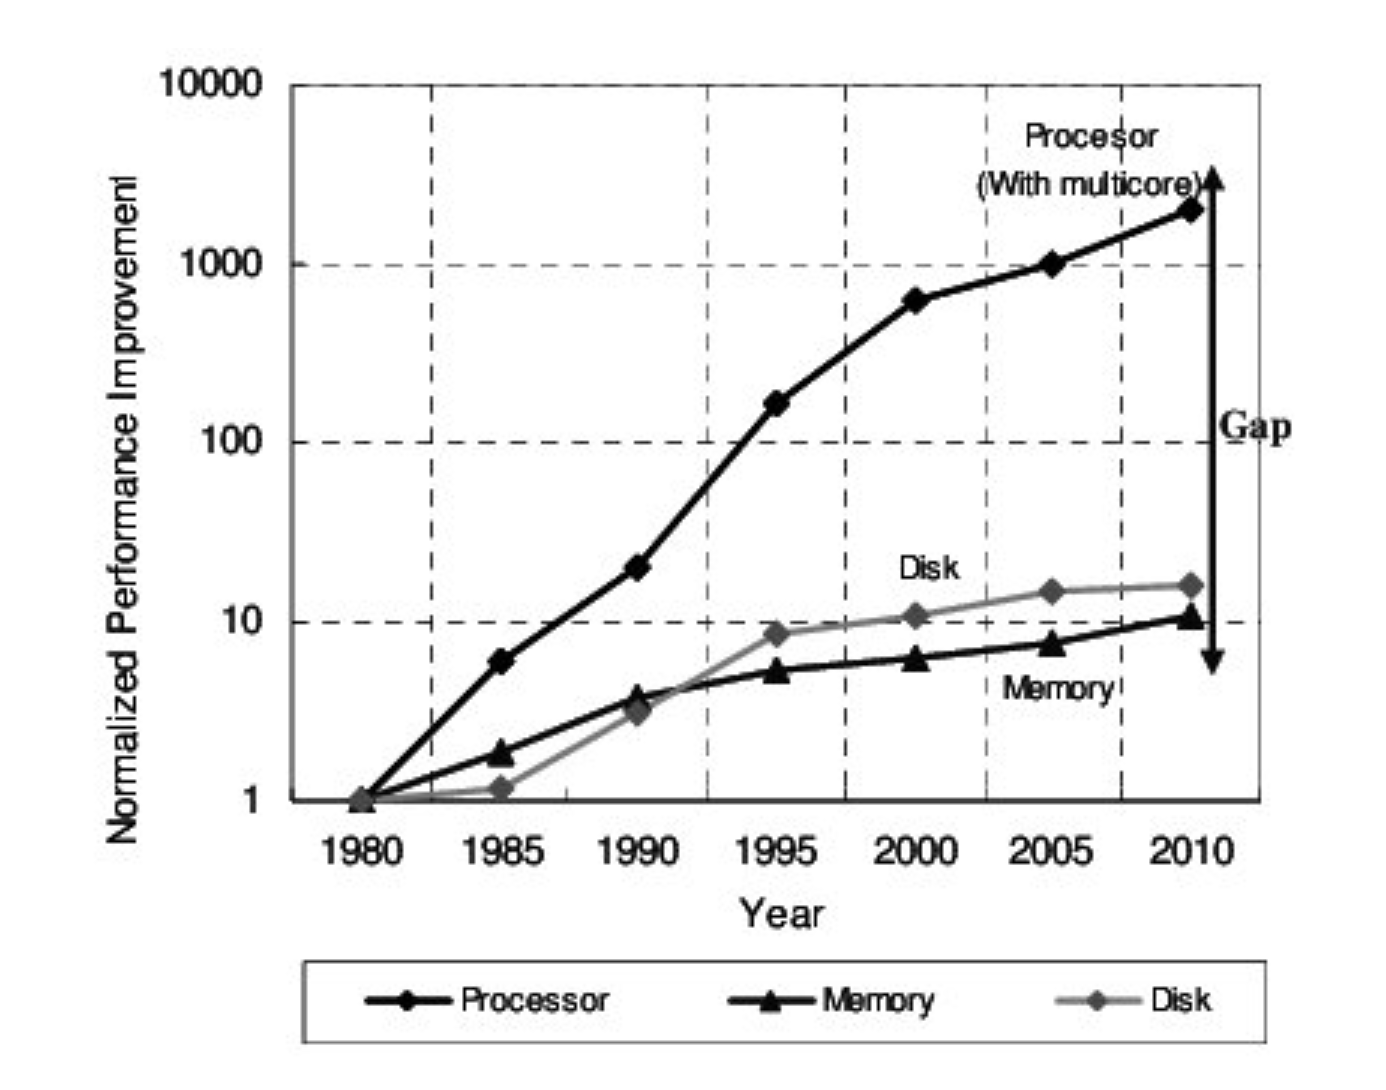 Normalized Performance Improvement
10000
1000
100
10
1
Procesor
(With multicore)
Gap
Disk
Memory
1980 1985 1990 1995 2000 2005 2010
Year
Processor Memory Disk